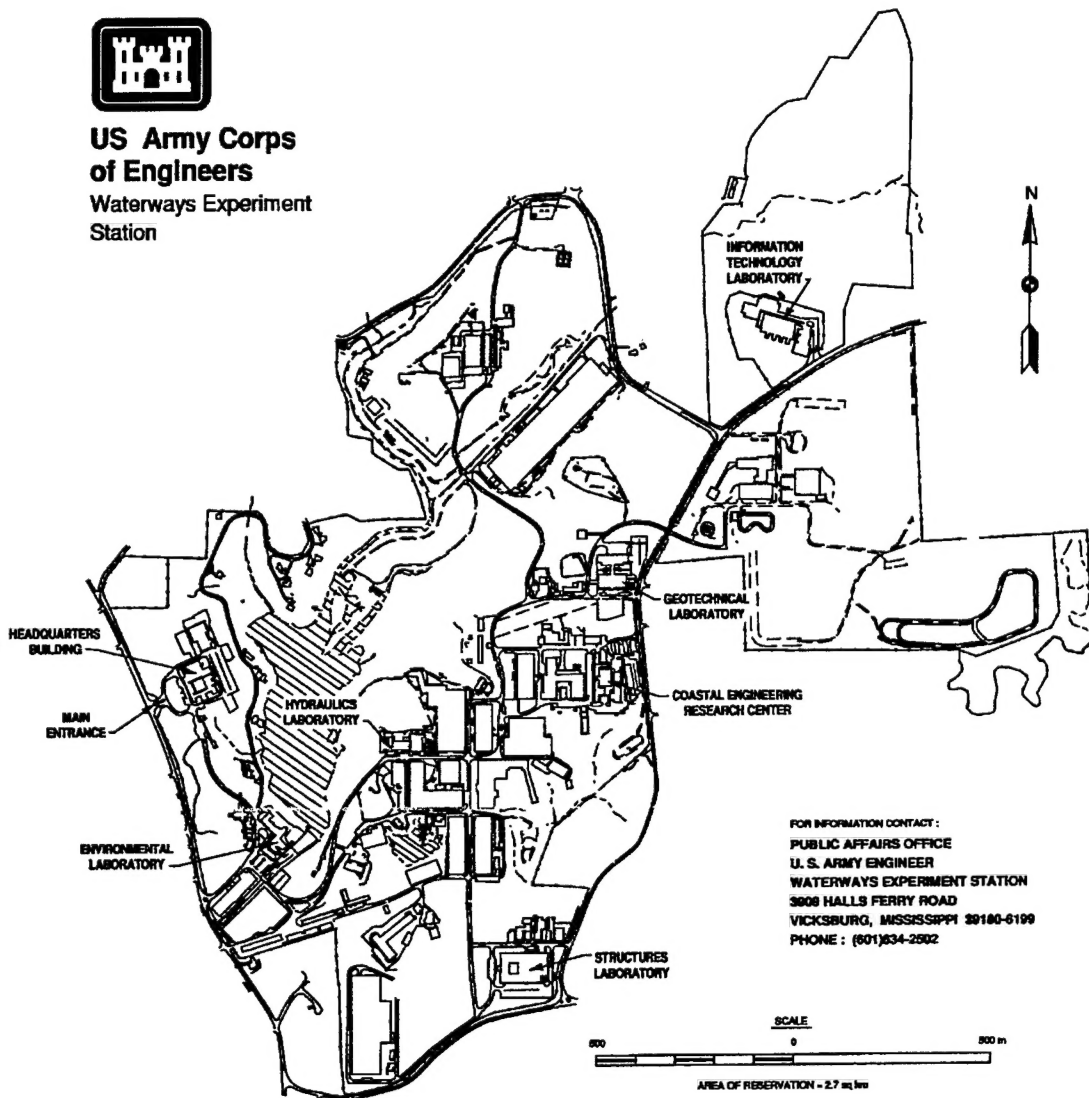 US Army Corps
of Engineers
Waterways Experiment
Station
N
INFORMATION
TECHNOLOGY
LABORATORY
GEOTECHNICAL
LABORATORY
HEADQUARTERS
BUILDING
MAIN
ENTRANCE
HYDRAULICS
LABORATORY
COASTAL ENGINEERING
RESEARCH CENTER
ENVIRONMENTAL
LABORATORY
STRUCTURES
LABORATORY
FOR INFORMATION CONTACT :
PUBLIC AFFAIRS OFFICE
U. S. ARMY ENGINEER
WATERWAYS EXPERIMENT STATION
3909 HALLS FERRY ROAD
VICKSBURG, MISSISSIPPI 39180-6199
PHONE : (601)634-2502
SCALE
500 0 500 m
AREA OF RESERVATION = 2.7 sq km